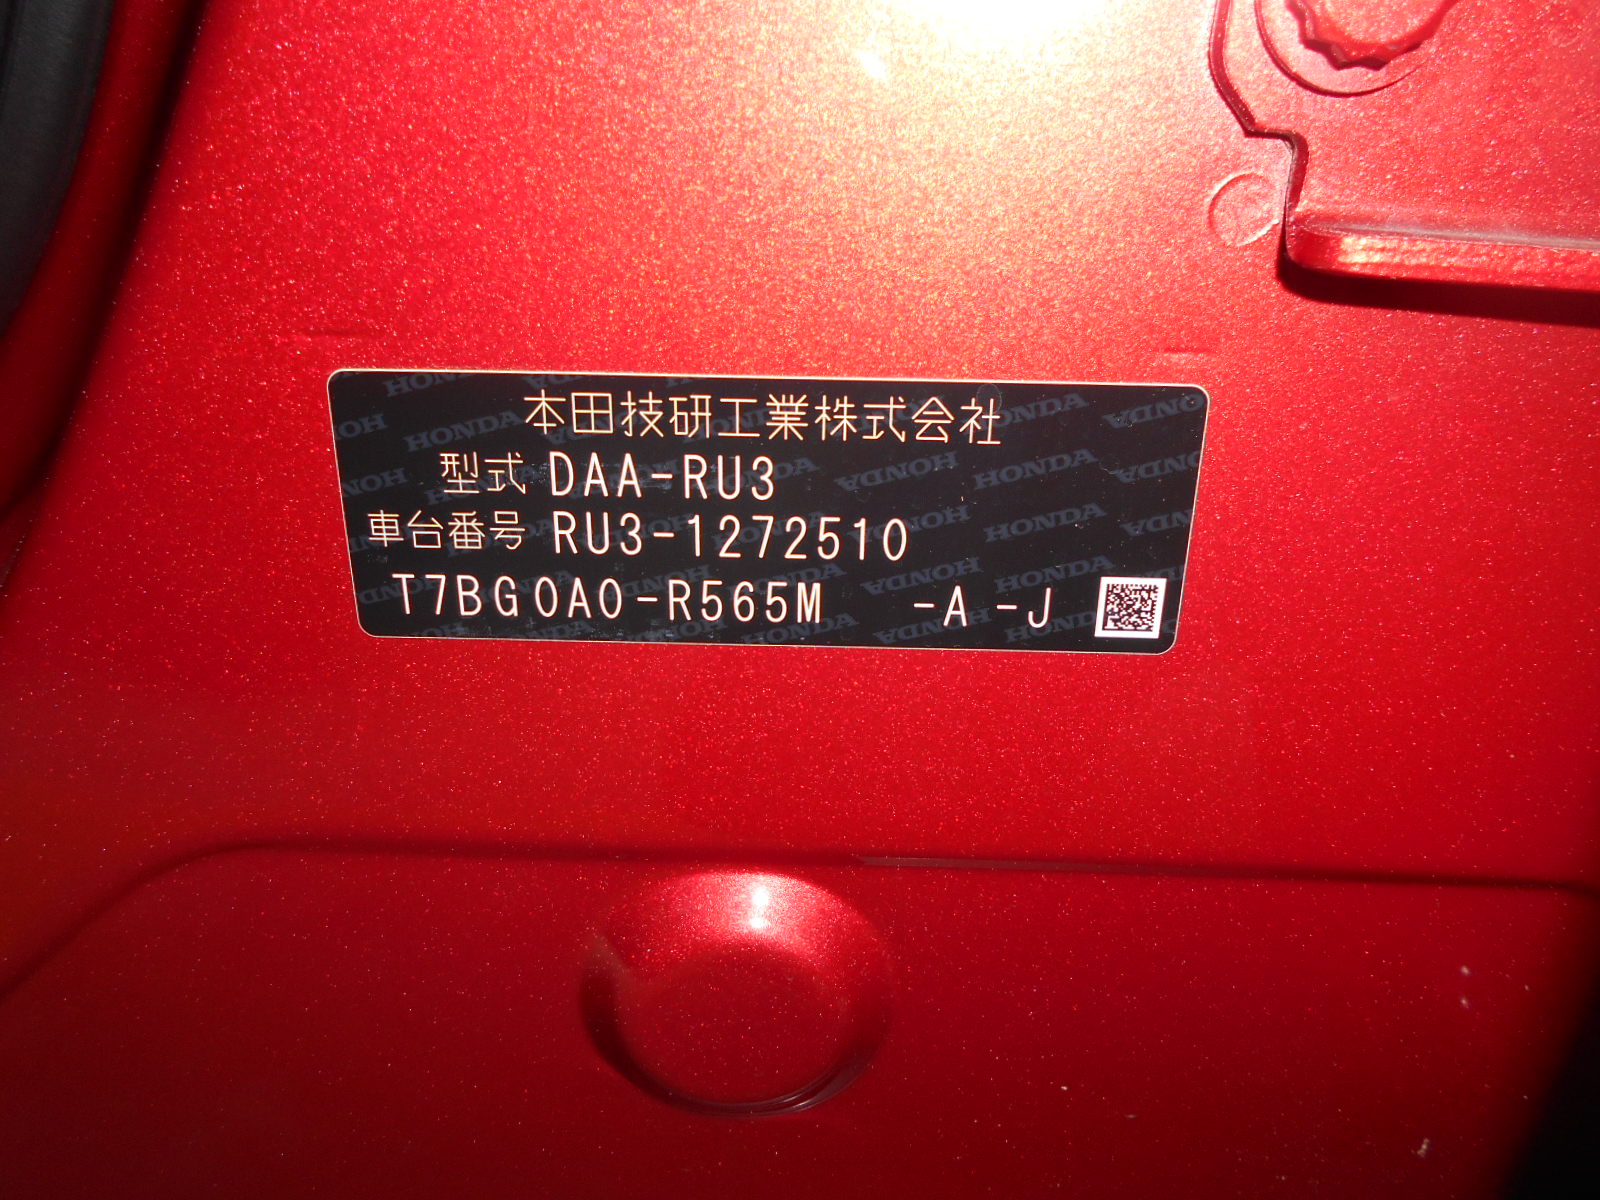 本田技研工業株式会社
型式 DAA-RU3
車台番号 RU3-1272510
T7BG0A0-R565M -A -J